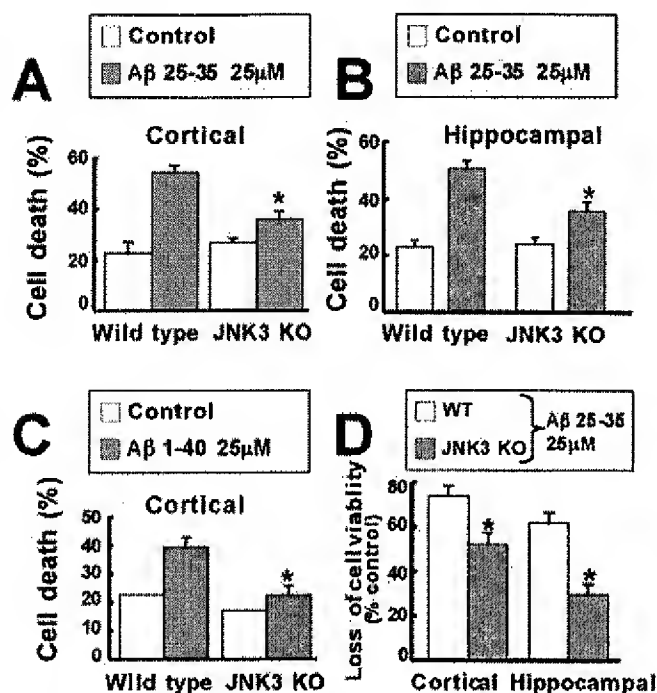 A
Control
Aβ 25-35 25μM
Cortical
Cell death (%)
60
40
20
0
*
Wild type JNK3 KO
B
Control
Aβ 25-35 25μM
Hippocampal
Cell death (%)
60
40
20
0
*
Wild type JNK3 KO
C
Control
Aβ 1-40 25μM
Cortical
Cell death (%)
50
40
30
20
10
0
*
Wild type JNK3 KO
D
WT
JNK3 KO
Aβ 25-35
25μM
Loss of cell viability
(% control)
80
60
40
20
0
*
*
Cortical Hippocampal